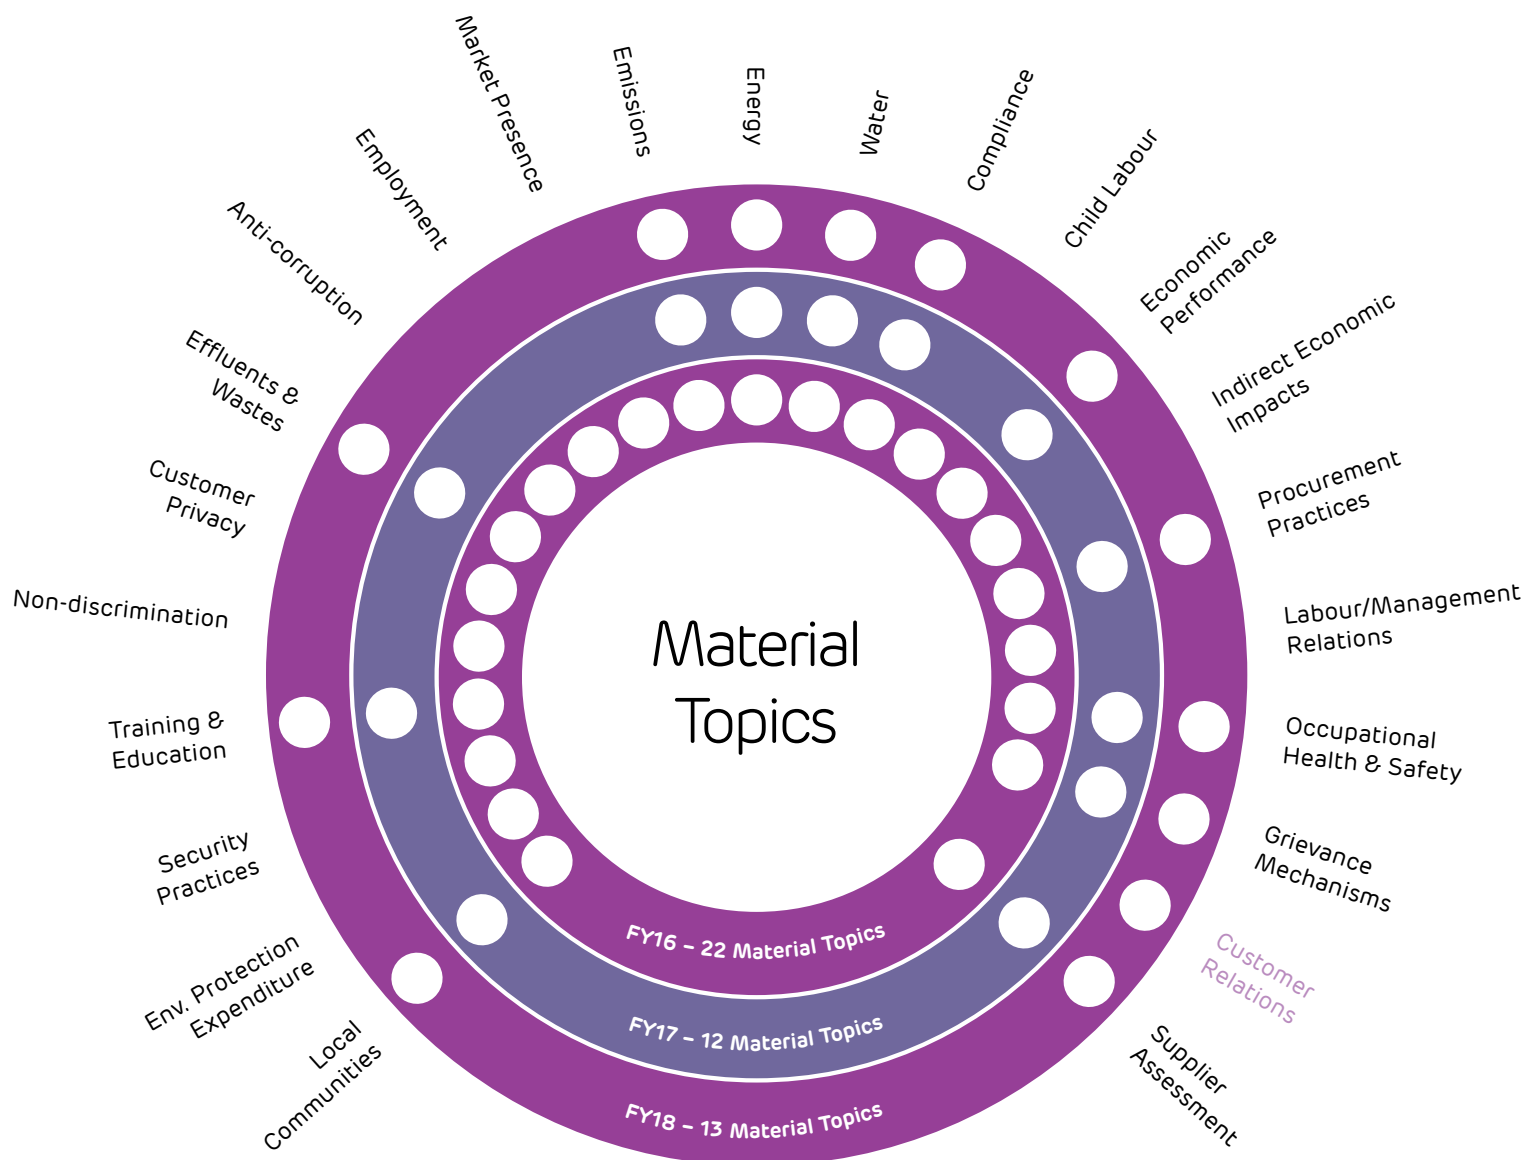 Market Presence
Emissions
Energy
Water
Compliance
Child Labour
Economic
Performance
Indirect Economic
Impacts
Procurement
Practices
Labour/Management
Relations
Occupational
Health & Safety
Grievance
Mechanisms
Customer
Relations
Supplier
Assessment
Local
Communities
Env. Protection
Expenditure
Security
Practices
Training &
Education
Non-discrimination
Customer
Privacy
Effluents &
Wastes
Anti-corruption
Employment
Material
Topics
FY16 – 22 Material Topics
FY17 – 12 Material Topics
FY18 – 13 Material Topics